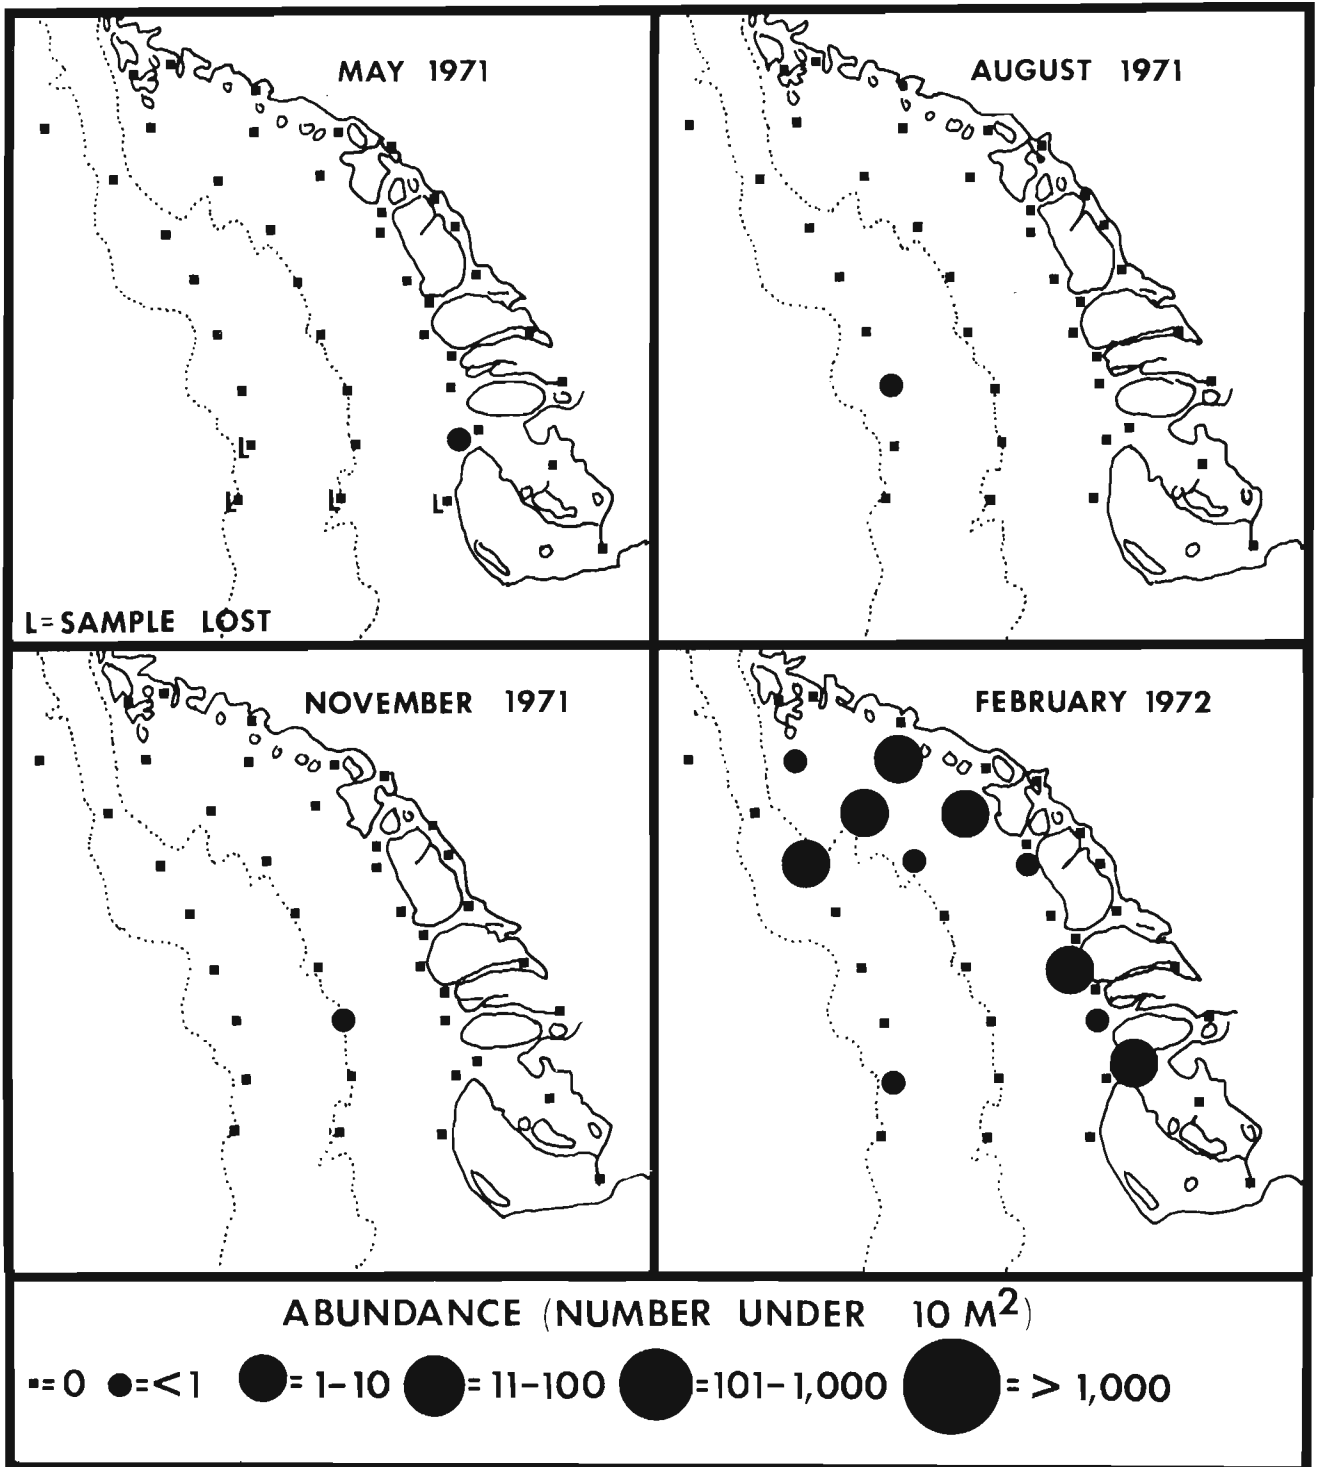 MAY 1971
AUGUST 1971
L
L
L
L
L=SAMPLE LOST
NOVEMBER 1971
FEBRUARY 1972
ABUNDANCE (NUMBER UNDER 10 M²)
=0 =<1 =1-10 =11-100 =101-1,000 => 1,000